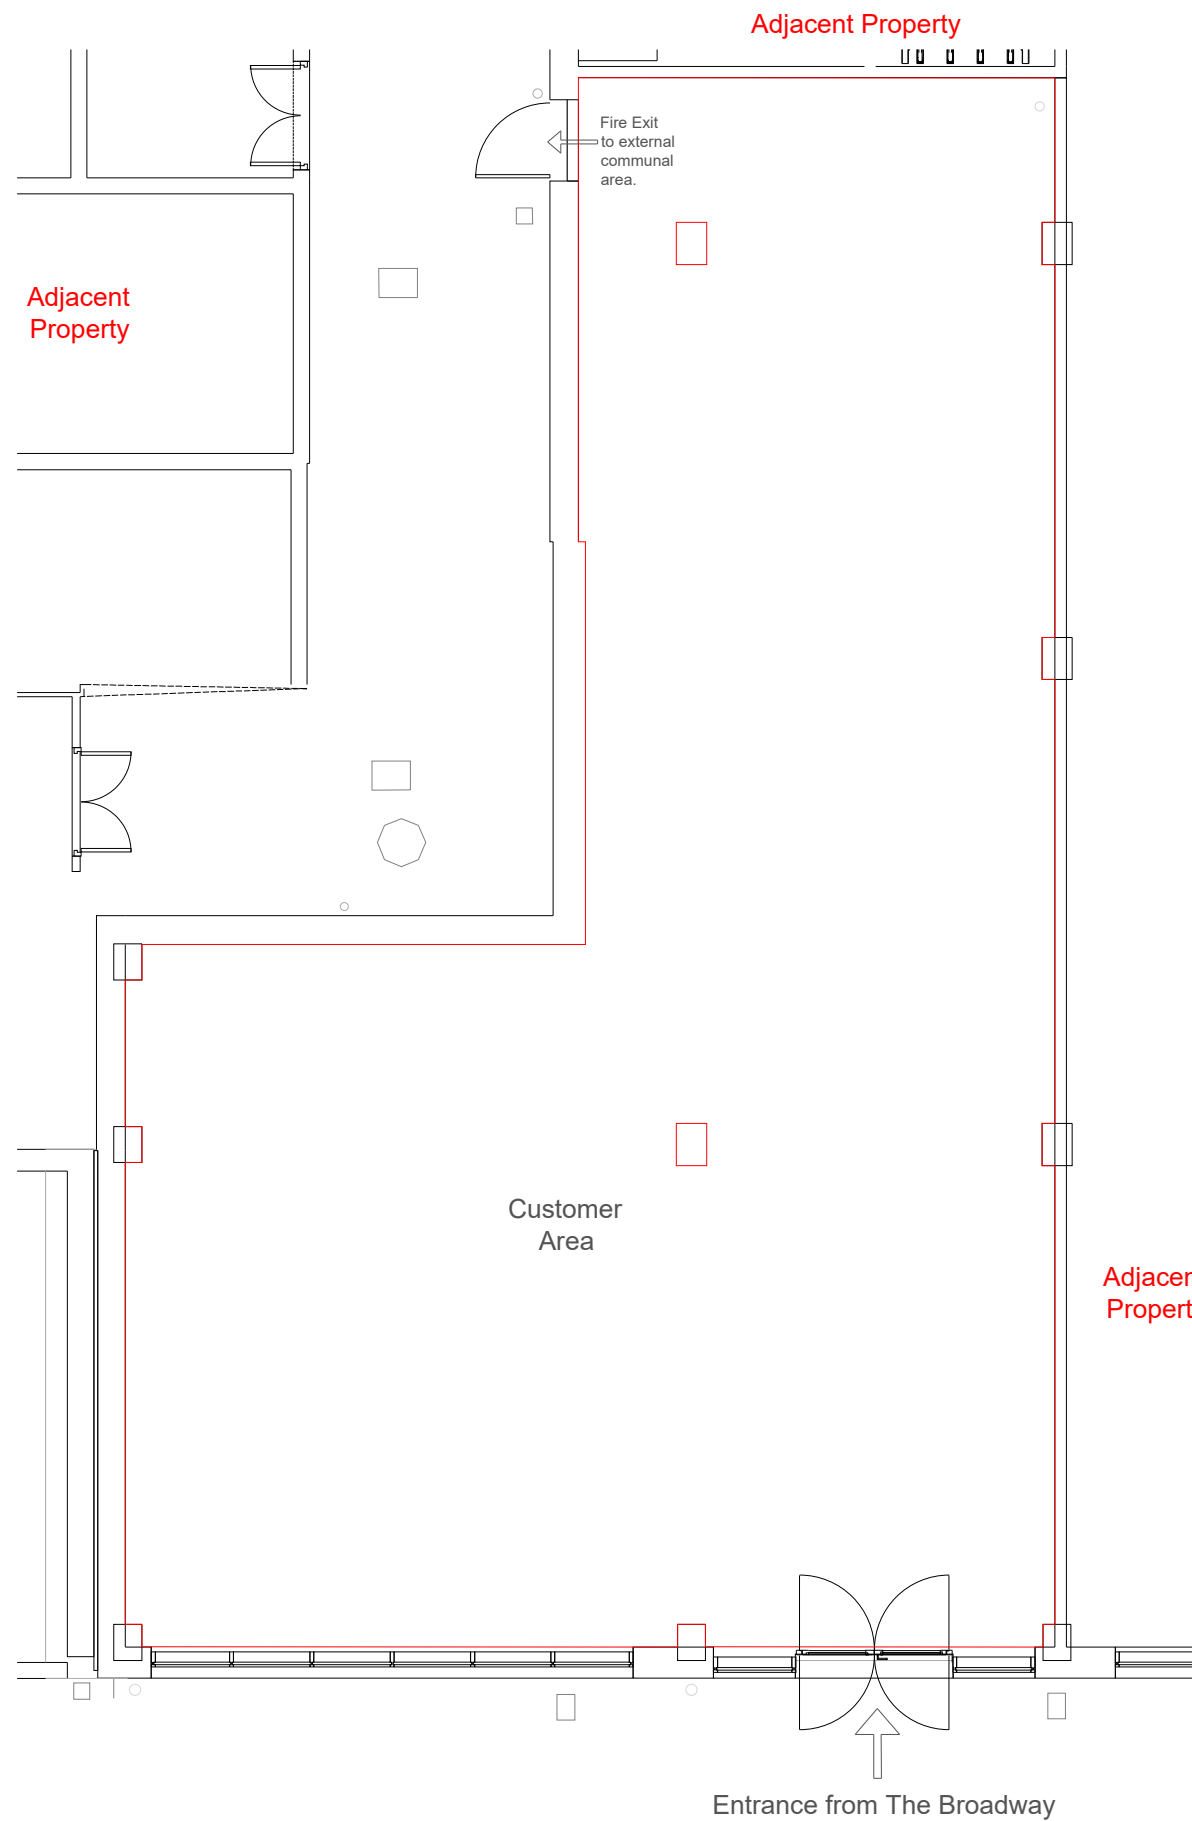 Adjacent Property
Fire Exit
to external
communal
area.
Adjacent
Property
Customer
Area
Adjacer
Propert
Entrance from The Broadway